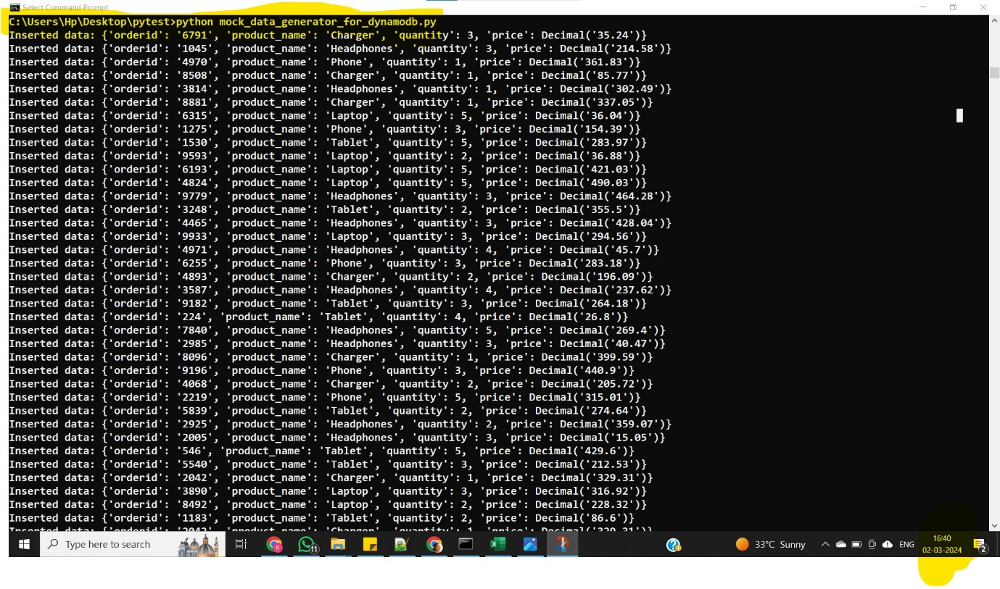 Select Command Prompt
C:\Users\Hp\Desktop\pytest>python mock_data_generator_for_dynamodb.py
Inserted data: {'orderid': '6791', 'product_name': 'Charger', 'quantity': 3, 'price': Decimal('35.24')}
Inserted data: {'orderid': '1045', 'product_name': 'Headphones', 'quantity': 3, 'price': Decimal('214.58')}
Inserted data: {'orderid': '4970', 'product_name': 'Phone', 'quantity': 1, 'price': Decimal('361.83')}
Inserted data: {'orderid': '8508', 'product_name': 'Charger', 'quantity': 1, 'price': Decimal('85.77')}
Inserted data: {'orderid': '3814', 'product_name': 'Headphones', 'quantity': 1, 'price': Decimal('302.49')}
Inserted data: {'orderid': '8881', 'product_name': 'Charger', 'quantity': 1, 'price': Decimal('337.05')}
Inserted data: {'orderid': '6315', 'product_name': 'Laptop', 'quantity': 5, 'price': Decimal('36.04')}
Inserted data: {'orderid': '1275', 'product_name': 'Phone', 'quantity': 3, 'price': Decimal('154.39')}
Inserted data: {'orderid': '1530', 'product_name': 'Tablet', 'quantity': 5, 'price': Decimal('283.97')}
Inserted data: {'orderid': '9593', 'product_name': 'Laptop', 'quantity': 2, 'price': Decimal('36.88')}
Inserted data: {'orderid': '6193', 'product_name': 'Laptop', 'quantity': 5, 'price': Decimal('421.03')}
Inserted data: {'orderid': '4824', 'product_name': 'Laptop', 'quantity': 5, 'price': Decimal('490.03')}
Inserted data: {'orderid': '9779', 'product_name': 'Headphones', 'quantity': 3, 'price': Decimal('464.28')}
Inserted data: {'orderid': '3248', 'product_name': 'Tablet', 'quantity': 2, 'price': Decimal('355.5')}
Inserted data: {'orderid': '4465', 'product_name': 'Headphones', 'quantity': 3, 'price': Decimal('428.04')}
Inserted data: {'orderid': '9933', 'product_name': 'Laptop', 'quantity': 3, 'price': Decimal('294.56')}
Inserted data: {'orderid': '4971', 'product_name': 'Headphones', 'quantity': 4, 'price': Decimal('45.7')}
Inserted data: {'orderid': '6255', 'product_name': 'Phone', 'quantity': 3, 'price': Decimal('283.18')}
Inserted data: {'orderid': '4893', 'product_name': 'Charger', 'quantity': 2, 'price': Decimal('196.09')}
Inserted data: {'orderid': '3587', 'product_name': 'Headphones', 'quantity': 4, 'price': Decimal('237.62')}
Inserted data: {'orderid': '9182', 'product_name': 'Tablet', 'quantity': 3, 'price': Decimal('264.18')}
Inserted data: {'orderid': '224', 'product_name': 'Tablet', 'quantity': 4, 'price': Decimal('26.8')}
Inserted data: {'orderid': '7840', 'product_name': 'Headphones', 'quantity': 5, 'price': Decimal('269.4')}
Inserted data: {'orderid': '2985', 'product_name': 'Headphones', 'quantity': 3, 'price': Decimal('40.47')}
Inserted data: {'orderid': '8096', 'product_name': 'Charger', 'quantity': 1, 'price': Decimal('399.59')}
Inserted data: {'orderid': '9196', 'product_name': 'Phone', 'quantity': 3, 'price': Decimal('440.9')}
Inserted data: {'orderid': '4068', 'product_name': 'Charger', 'quantity': 2, 'price': Decimal('205.72')}
Inserted data: {'orderid': '2219', 'product_name': 'Phone', 'quantity': 5, 'price': Decimal('315.01')}
Inserted data: {'orderid': '5839', 'product_name': 'Tablet', 'quantity': 2, 'price': Decimal('274.64')}
Inserted data: {'orderid': '2925', 'product_name': 'Headphones', 'quantity': 2, 'price': Decimal('359.07')}
Inserted data: {'orderid': '2005', 'product_name': 'Headphones', 'quantity': 3, 'price': Decimal('15.05')}
Inserted data: {'orderid': '546', 'product_name': 'Tablet', 'quantity': 5, 'price': Decimal('429.6')}
Inserted data: {'orderid': '5540', 'product_name': 'Tablet', 'quantity': 3, 'price': Decimal('212.53')}
Inserted data: {'orderid': '2042', 'product_name': 'Charger', 'quantity': 1, 'price': Decimal('329.31')}
Inserted data: {'orderid': '3890', 'product_name': 'Laptop', 'quantity': 3, 'price': Decimal('316.92')}
Inserted data: {'orderid': '8492', 'product_name': 'Laptop', 'quantity': 2, 'price': Decimal('228.32')}
Inserted data: {'orderid': '1183', 'product_name': 'Tablet', 'quantity': 2, 'price': Decimal('86.6')}
Type here to search
11
33°C Sunny
ENG
16:40
02-03-2024
2